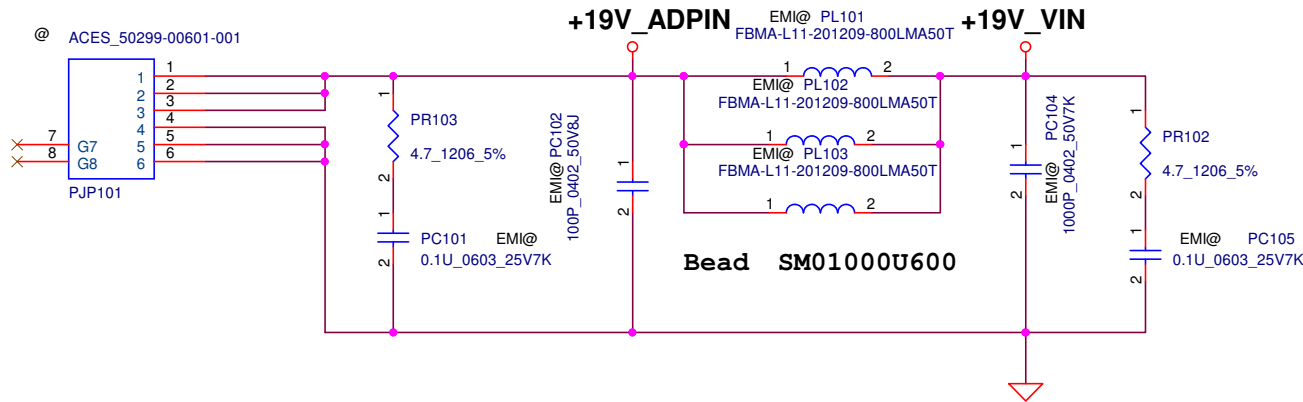 @ ACES_50299-00601-001
1
2
3
4
5
6
1
2
3
4
5
6
7
8
G7
G8
PJP101
PR103
4.7_1206_5%
1
2
1
2
PC101 EMI@
0.1U_0603_25V7K
+19V_ADPIN
EMI@ PC102
100P_0402_50V8J
1
2
EMI@ PL101
FBMA-L11-201209-800LMA50T
1 2
EMI@ PL102
FBMA-L11-201209-800LMA50T
1 2
EMI@ PL103
FBMA-L11-201209-800LMA50T
1 2
Bead SM01000U600
+19V_VIN
EMI@ PC104
1000P_0402_50V7K
1
2
PR102
4.7_1206_5%
1
2
1
2
EMI@ PC105
0.1U_0603_25V7K